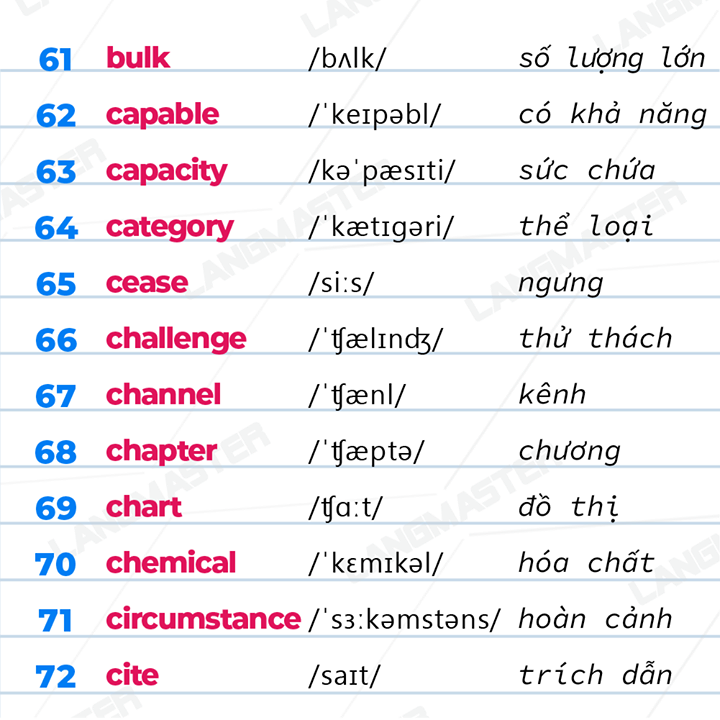 61 bulk /bʌlk/ số lượng lớn
62 capable /ˈkeɪpəbl/ có khả năng
63 capacity /kəˈpæsɪti/ sức chứa
64 category /ˈkætɪgəri/ thể loại
65 cease /siːs/ ngưng
66 challenge /ˈʧælɪnʤ/ thử thách
67 channel /ˈʧænl/ kênh
68 chapter /ˈʧæptə/ chương
69 chart /ʧɑːt/ đồ thị
70 chemical /ˈkɛmɪkəl/ hóa chất
71 circumstance /ˈsɜːkəmstəns/ hoàn cảnh
72 cite /saɪt/ trích dẫn
LANGMASTER